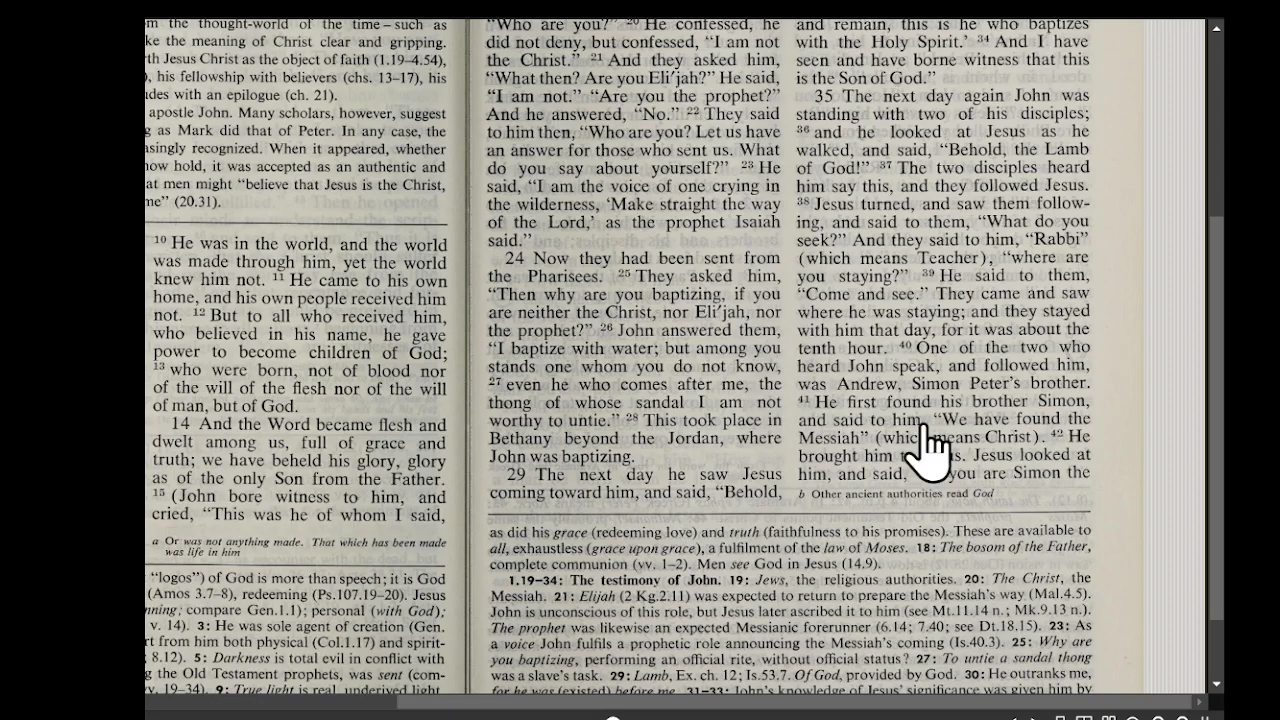 m the thought-world of the time – such as
ke the meaning of Christ clear and gripping.
th Jesus Christ as the object of faith (1.19–4.54),
), his fellowship with believers (chs. 13–17), his
des with an epilogue (ch. 21).
apostle John. Many scholars, however, suggest
g as Mark did that of Peter. In any case, the
asingly recognized. When it appeared, whether
now hold, it was accepted as an authentic and
at men might “believe that Jesus is the Christ,
me” (20.31).
10 He was in the world, and the world
was made through him, yet the world
knew him not. 11 He came to his own
home, and his own people received him
not. 12 But to all who received him,
who believed in his name, he gave
power to become children of God;
13 who were born, not of blood nor
of the will of the flesh nor of the will
of man, but of God.
14 And the Word became flesh and
dwelt among us, full of grace and
truth; we have beheld his glory, glory
as of the only Son from the Father.
15 (John bore witness to him, and
cried, “This was he of whom I said,
a Or was not anything made. That which has been made
was life in him
“logos”) of God is more than speech; it is God
(Amos 3.7–8), redeeming (Ps.107.19–20). Jesus
nning; compare Gen.1.1); personal (with God);
v. 14). 3: He was sole agent of creation (Gen.
rt from him both physical (Col.1.17) and spirit-
; 8.12). 5: Darkness is total evil in conflict with
g the Old Testament prophets, was sent (com-
v. 19–34). 9: True light is real, underived light
“Who are you?” 20 He confessed, he
did not deny, but confessed, “I am not
the Christ.” 21 And they asked him,
“What then? Are you Eli′jah?” He said,
“I am not.” “Are you the prophet?”
And he answered, “No.” 22 They said
to him then, “Who are you? Let us have
an answer for those who sent us. What
do you say about yourself?” 23 He
said, “I am the voice of one crying in
the wilderness, ‘Make straight the way
of the Lord,’ as the prophet Isaiah
said.”
24 Now they had been sent from
the Pharisees. 25 They asked him,
“Then why are you baptizing, if you
are neither the Christ, nor Eli′jah, nor
the prophet?” 26 John answered them,
“I baptize with water; but among you
stands one whom you do not know,
27 even he who comes after me, the
thong of whose sandal I am not
worthy to untie.” 28 This took place in
Bethany beyond the Jordan, where
John was baptizing.
29 The next day he saw Jesus
coming toward him, and said, “Behold,
and remain, this is he who baptizes
with the Holy Spirit.’ 34 And I have
seen and have borne witness that this
is the Son of God.”
35 The next day again John was
standing with two of his disciples;
36 and he looked at Jesus as he
walked, and said, “Behold, the Lamb
of God!” 37 The two disciples heard
him say this, and they followed Jesus.
38 Jesus turned, and saw them follow-
ing, and said to them, “What do you
seek?” And they said to him, “Rabbi”
(which means Teacher), “where are
you staying?” 39 He said to them,
“Come and see.” They came and saw
where he was staying; and they stayed
with him that day, for it was about the
tenth hour. 40 One of the two who
heard John speak, and followed him,
was Andrew, Simon Peter’s brother.
41 He first found his brother Simon,
and said to him, “We have found the
Messiah” (which means Christ). 42 He
brought him s. Jesus looked at
him, and said, you are Simon the
b Other ancient authorities read God
as did his grace (redeeming love) and truth (faithfulness to his promises). These are available to
all, exhaustless (grace upon grace), a fulfilment of the law of Moses. 18: The bosom of the Father,
complete communion (vv. 1–2). Men see God in Jesus (14.9).
1.19–34: The testimony of John. 19: Jews, the religious authorities. 20: The Christ, the
Messiah. 21: Elijah (2 Kg.2.11) was expected to return to prepare the Messiah’s way (Mal.4.5).
John is unconscious of this role, but Jesus later ascribed it to him (see Mt.11.14 n.; Mk.9.13 n.).
The prophet was likewise an expected Messianic forerunner (6.14; 7.40; see Dt.18.15). 23: As
a voice John fulfils a prophetic role announcing the Messiah’s coming (Is.40.3). 25: Why are
you baptizing, performing an official rite, without official status? 27: To untie a sandal thong
was a slave’s task. 29: Lamb, Ex. ch. 12; Is.53.7. Of God, provided by God. 30: He outranks me,
for he was (existed) before me. 31–33: John’s knowledge of Jesus’ significance was given him by